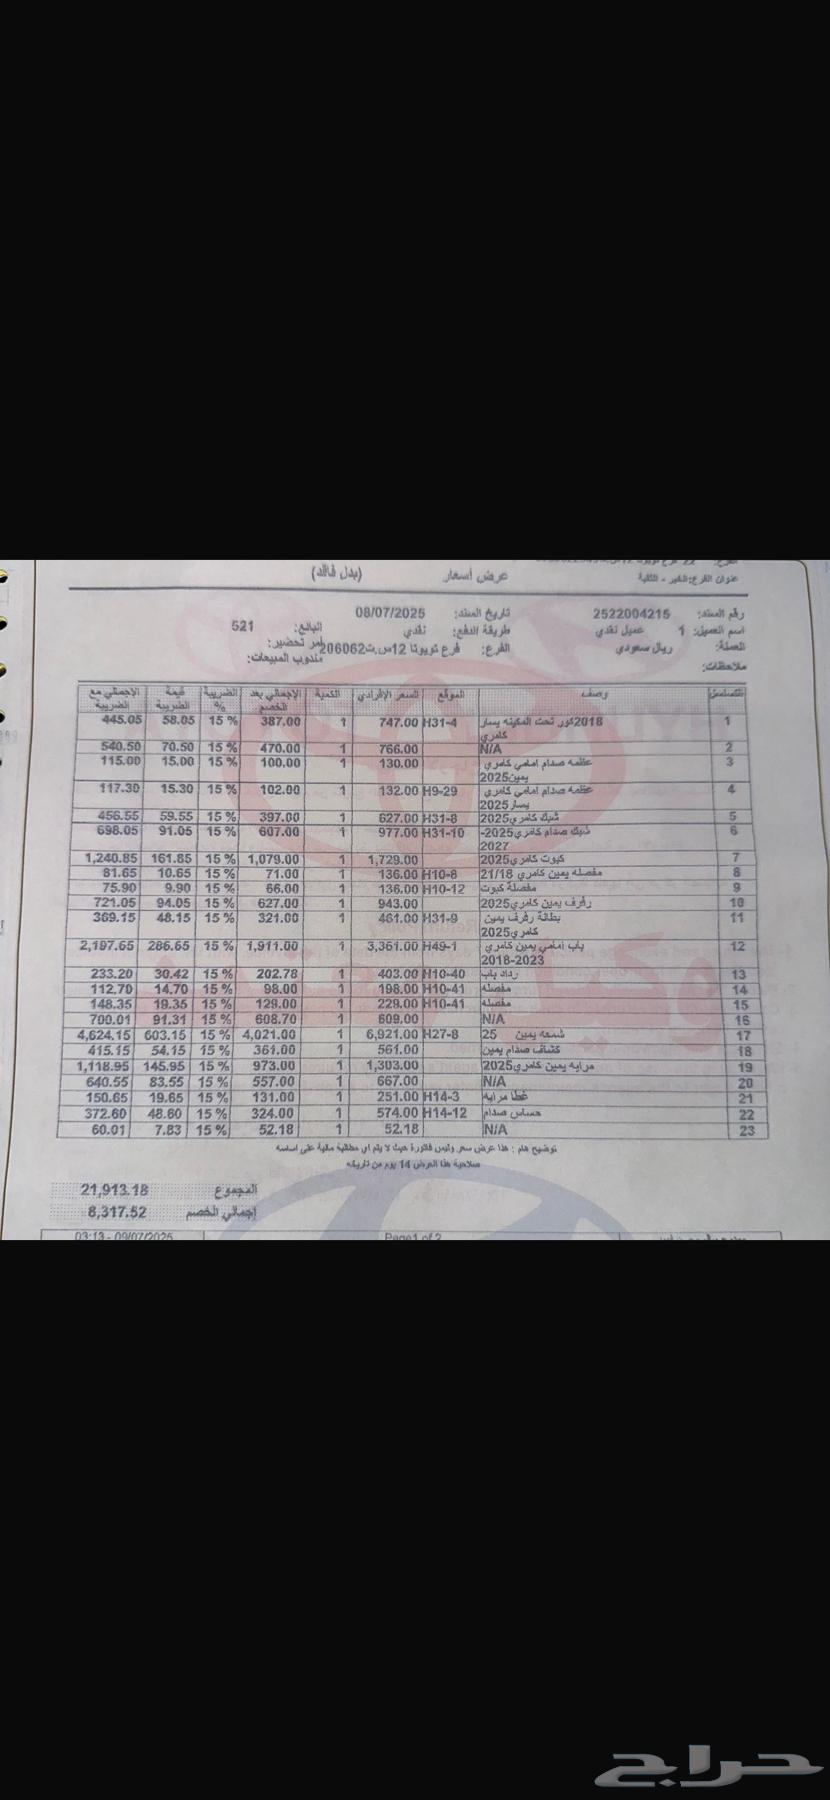 عنوان الفرع: الخبر - الثقبة
عرض أسعار
(بدل فاقد)
رقم السند: 2522004215
تاريخ السند: 08/07/2025
البائع: 521
اسم العميل: 1 عميل نقدي
طريقة الدفع: نقدي
أمر تحضير:
العملة: ريال سعودي
الفرع: فرع تويوتا 12س.ت206062
مندوب المبيعات:
ملاحظات:
التسلسل وصف الموقع السعر الإفرادي الكمية الإجمالي بعد الخصم الضريبة % قيمة الضريبة الإجمالي مع الضريبة
1 2018كور تحت المكينه يسار كامري H31-4 747.00 1 387.00 15 % 58.05 445.05
2 N/A 766.00 1 470.00 15 % 70.50 540.50
3 عظمه صدام امامي كامري يمين2025 130.00 1 100.00 15 % 15.00 115.00
4 عظمه صدام امامي كامري يسار2025 H9-29 132.00 1 102.00 15 % 15.30 117.30
5 شبك كامري2025 H31-8 627.00 1 397.00 15 % 59.55 456.55
6 شبك صدام كامري2025-2027 H31-10 977.00 1 607.00 15 % 91.05 698.05
7 كبوت كامري2025 1,729.00 1 1,079.00 15 % 161.85 1,240.85
8 مفصله يمين كامري 21/18 H10-8 136.00 1 71.00 15 % 10.65 81.65
9 مفصلة كبوت H10-12 136.00 1 66.00 15 % 9.90 75.90
10 رفرف يمين كامري2025 943.00 1 627.00 15 % 94.05 721.05
11 بطانة رفرف يمين كامري2025 H31-9 461.00 1 321.00 15 % 48.15 369.15
12 باب امامي يمين كامري 2018-2023 H49-1 3,361.00 1 1,911.00 15 % 286.65 2,197.65
13 رداد باب H10-40 403.00 1 202.78 15 % 30.42 233.20
14 مفصله H10-41 198.00 1 98.00 15 % 14.70 112.70
15 مفصله H10-41 229.00 1 129.00 15 % 19.35 148.35
16 N/A 609.00 1 608.70 15 % 91.31 700.01
17 شمعه يمين 25 H27-8 6,921.00 1 4,021.00 15 % 603.15 4,624.15
18 كشاف صدام يمين 561.00 1 361.00 15 % 54.15 415.15
19 مرايه يمين كامري2025 1,303.00 1 973.00 15 % 145.95 1,118.95
20 N/A 667.00 1 557.00 15 % 83.55 640.55
21 غطا مرايه H14-3 251.00 1 131.00 15 % 19.65 150.65
22 حساس صدام H14-12 574.00 1 324.00 15 % 48.60 372.60
23 N/A 52.18 1 52.18 15 % 7.83 60.01
توضيح هام : هذا عرض سعر وليس فاتورة حيث لا يتم اي مطالبة مالية على اساسه
صلاحية هذا العرض 14 يوم من تاريخه
المجموع 21,913.18
إجمالي الخصم 8,317.52
Page1 of 2
03:13 - 09/07/2025
حراج